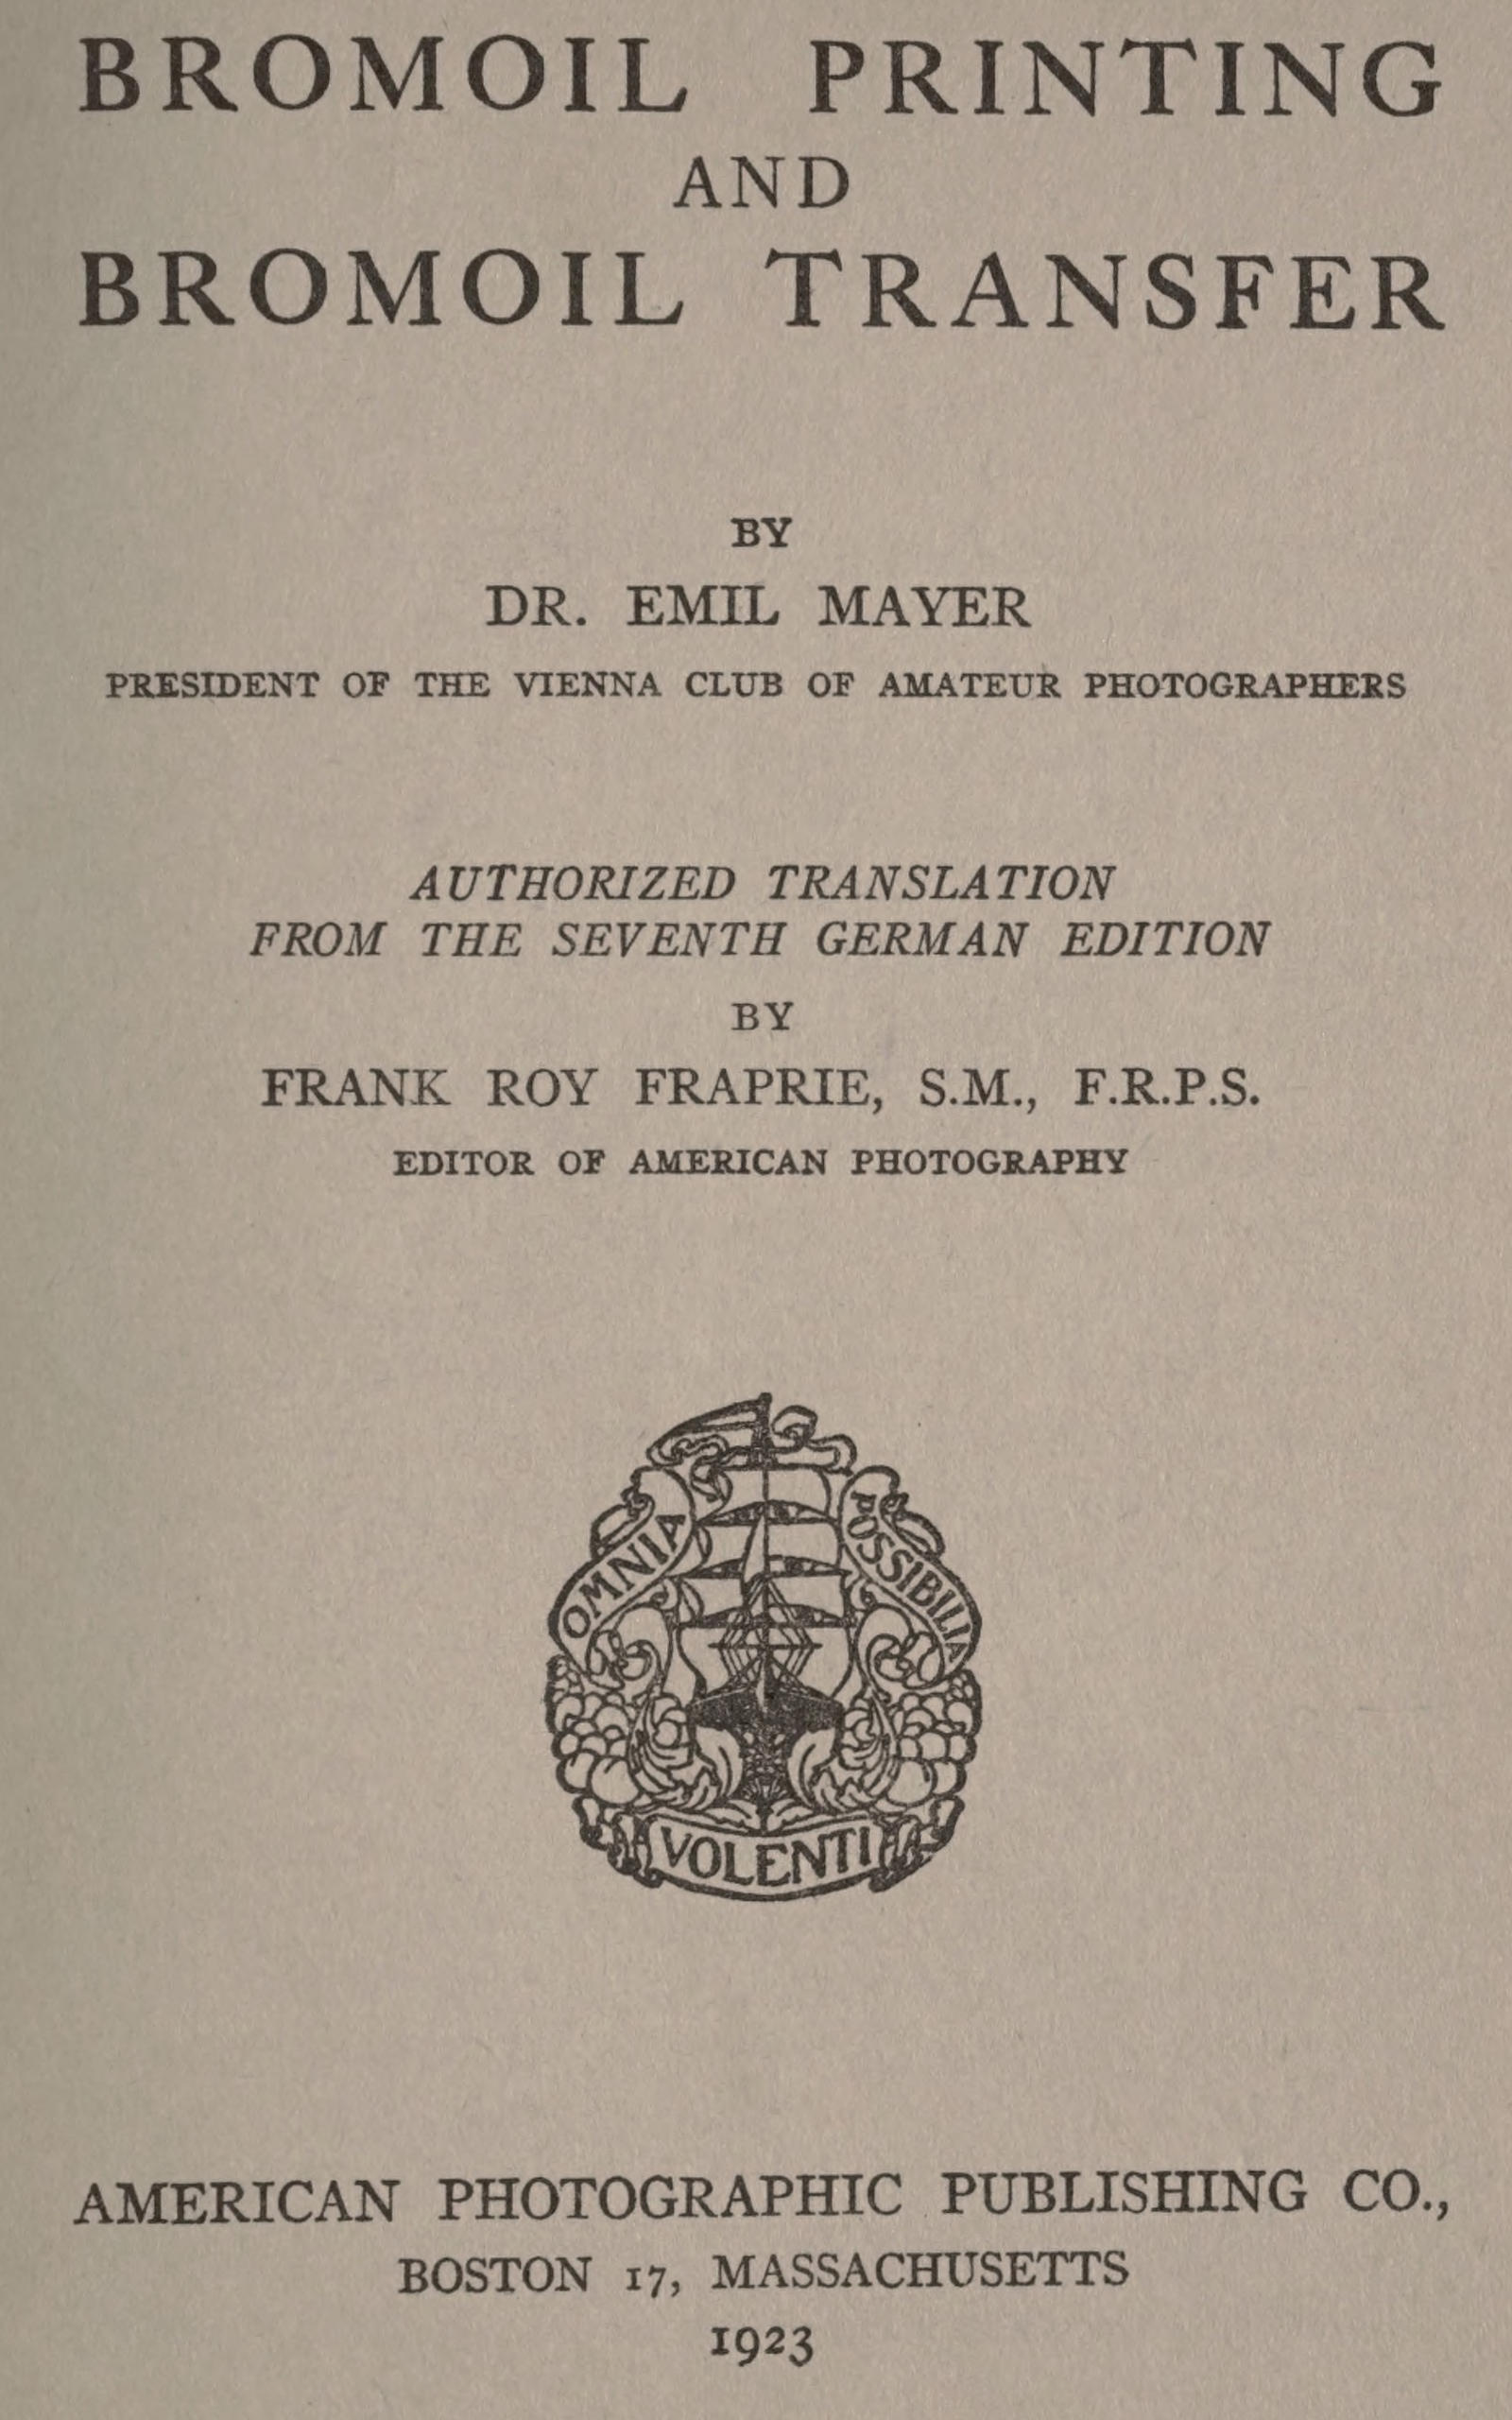 BROMOIL PRINTING
AND
BROMOIL TRANSFER
BY
DR. EMIL MAYER
PRESIDENT OF THE VIENNA CLUB OF AMATEUR PHOTOGRAPHERS
AUTHORIZED TRANSLATION
FROM THE SEVENTH GERMAN EDITION
BY
FRANK ROY FRAPRIE, S.M., F.R.P.S.
EDITOR OF AMERICAN PHOTOGRAPHY
OMNIA
POSSIBILIA
VOLENTI
AMERICAN PHOTOGRAPHIC PUBLISHING CO.,
BOSTON 17, MASSACHUSETTS
1923